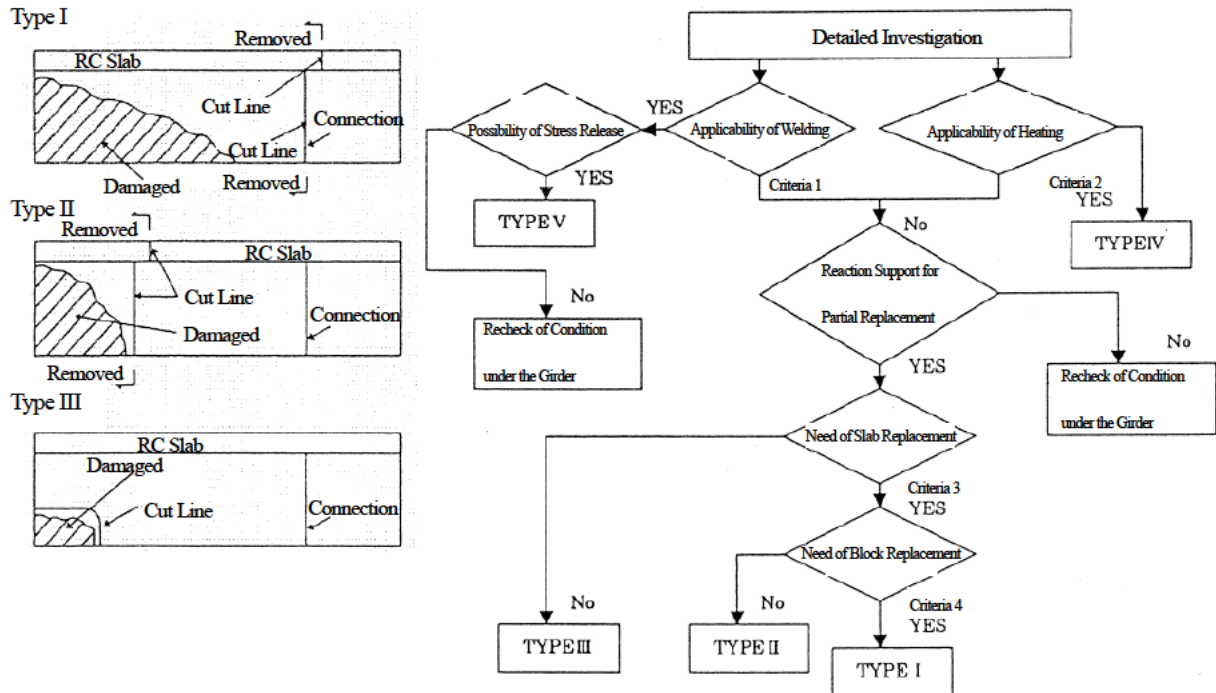 Type I
Removed
RC Slab
Cut Line
Connection
Cut Line
Damaged
Removed
Type II
Removed
RC Slab
Cut Line
Damaged
Connection
Removed
Type III
RC Slab
Damaged
Cut Line
Connection
Detailed Investigation
YES
Possibility of Stress Release
Applicability of Welding
Applicability of Heating
YES
Criteria 1
Criteria 2
YES
TYPE V
No
TYPE IV
Reaction Support for
Partial Replacement
No
Recheck of Condition
under the Girder
No
YES
Recheck of Condition
under the Girder
Need of Slab Replacement
Criteria 3
YES
Need of Block Replacement
No
No
Criteria 4
YES
TYPE III
TYPE II
TYPE I